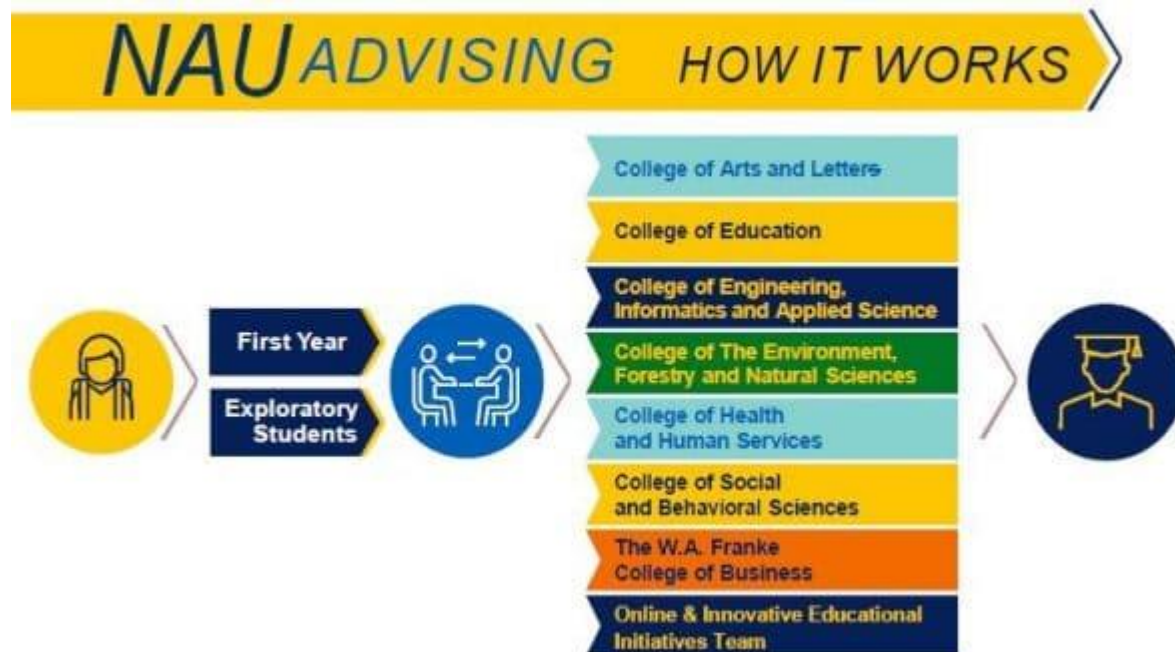 NAU ADVISING HOW IT WORKS
College of Arts and Letters
College of Education
College of Engineering,
Informatics and Applied Science
First Year
College of The Environment,
Forestry and Natural Sciences
Exploratory
Students
College of Health
and Human Services
College of Social
and Behavioral Sciences
The W.A. Franke
College of Business
Online & Innovative Educational
Initiatives Team